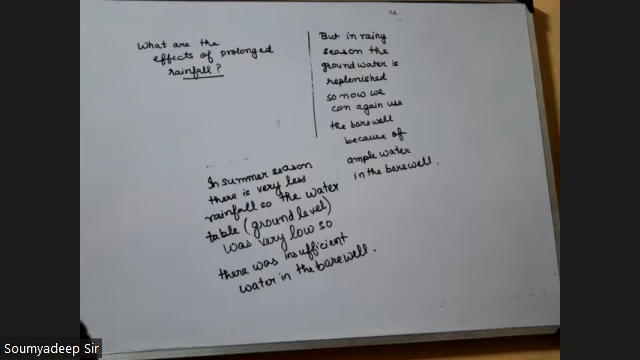 What are the
effects of prolonged
rainfall?
But in rainy
season the
ground water is
replenished
so now we
can again use
the borewell
because of
ample water
in the borewell.
In summer season
there is very less
rainfall so the water
table (ground level)
was very low so
there was insufficient
water in the borewell.
Soumyadeep Sir